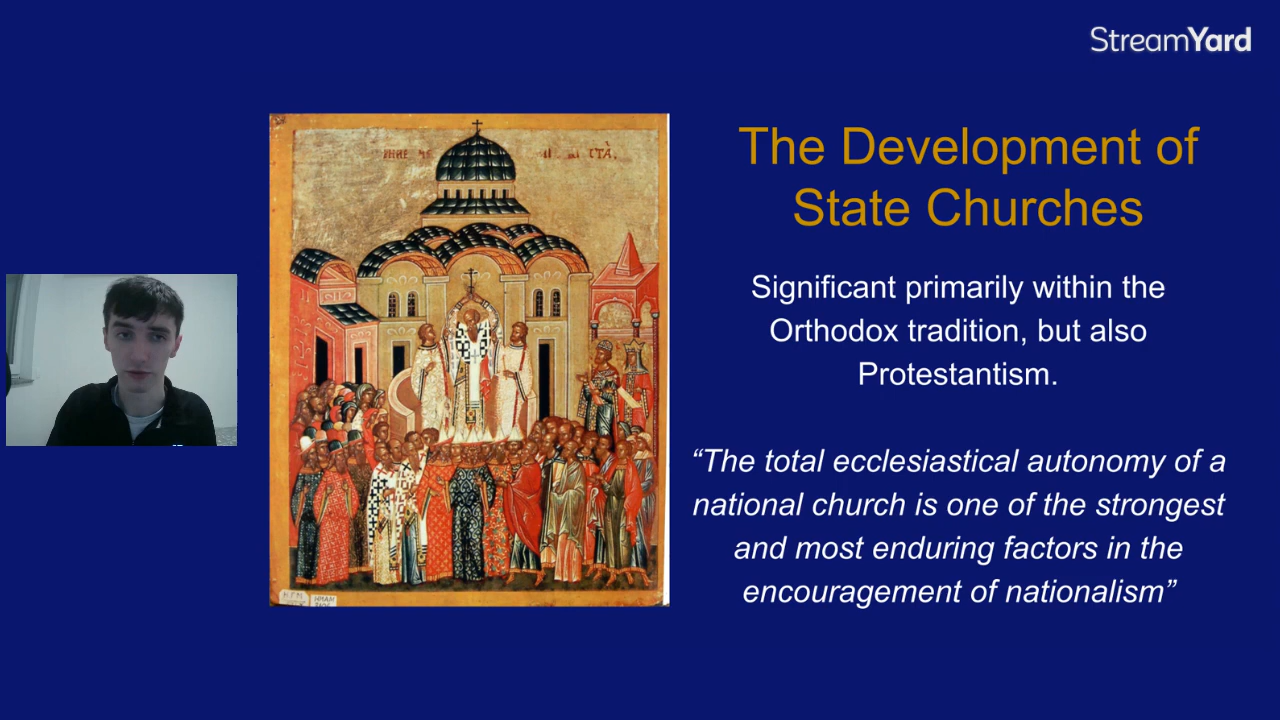 StreamYard
The Development of
State Churches
Significant primarily within the
Orthodox tradition, but also
Protestantism.
“The total ecclesiastical autonomy of a
national church is one of the strongest
and most enduring factors in the
encouragement of nationalism”